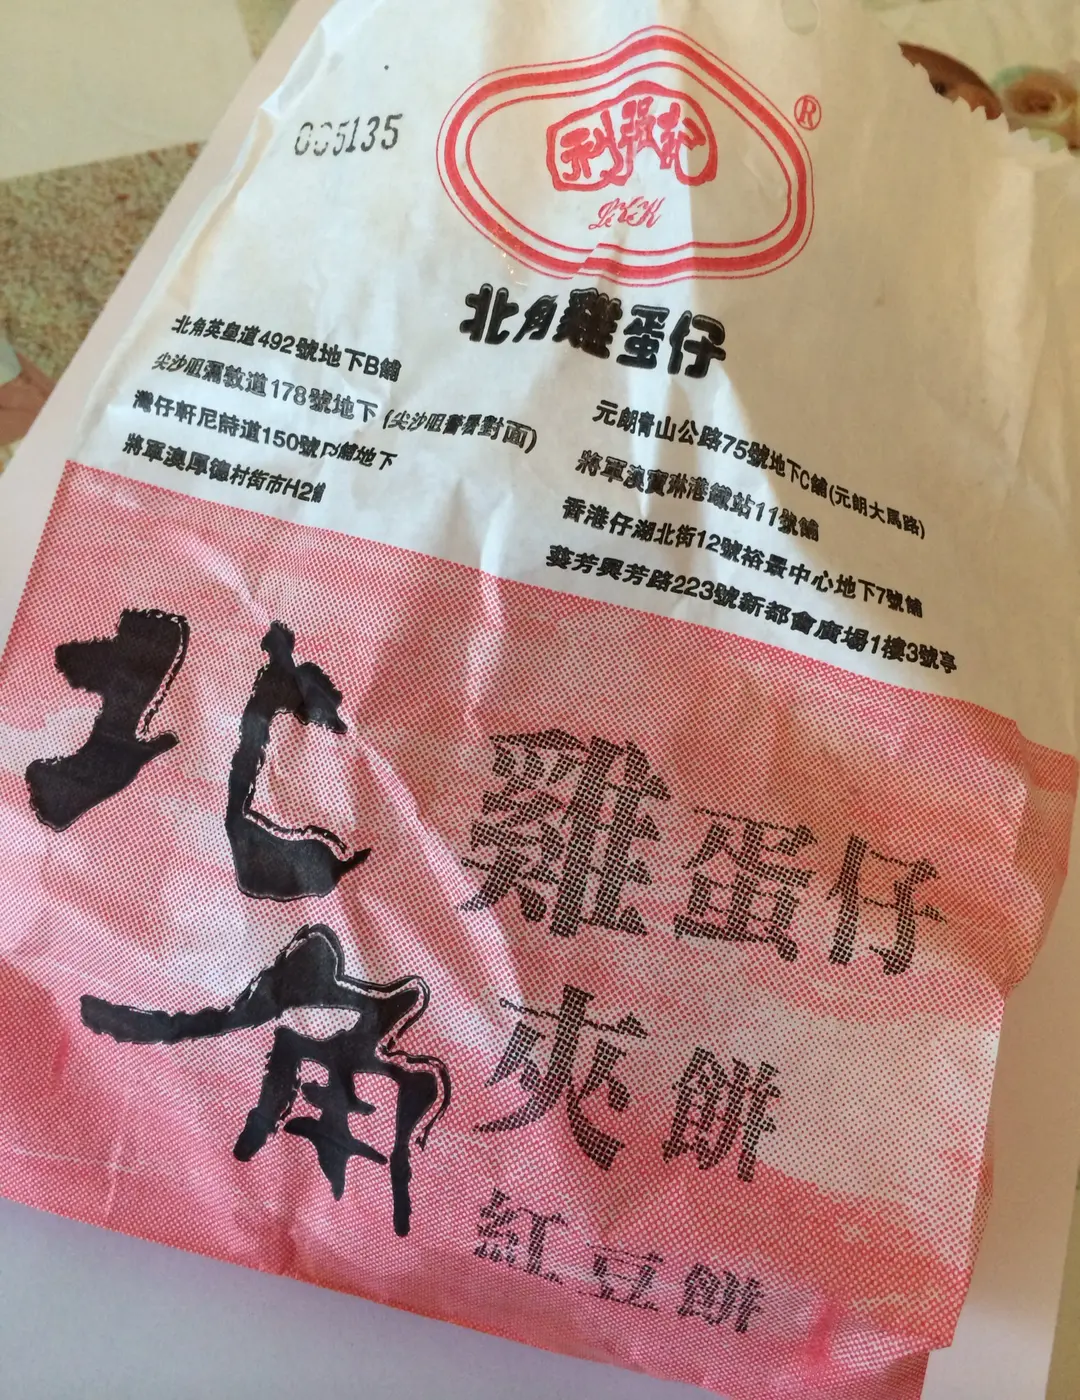 005135
利強記
®
LKK
北角雞蛋仔
北角英皇道492號地下B舖
尖沙咀彌敦道178號地下 (尖沙咀警署對面)
灣仔軒尼詩道150號 舖地下
將軍澳厚德村街市H2舖
元朗青山公路75號地下C舖(元朗大馬路)
將軍澳寶琳港鐵站11號舖
香港仔湖北街12號裕景中心地下7號舖
葵芳興芳路223號新都會廣場1樓3號亭
北角
雞蛋仔
夾餅
紅豆餅